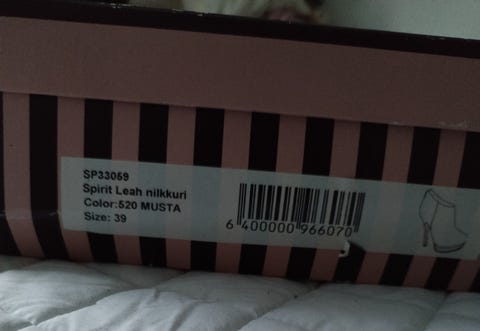 SP33059
Spirit Leah nilkkuri
Color:520 MUSTA
Size: 39
6 400000 966070